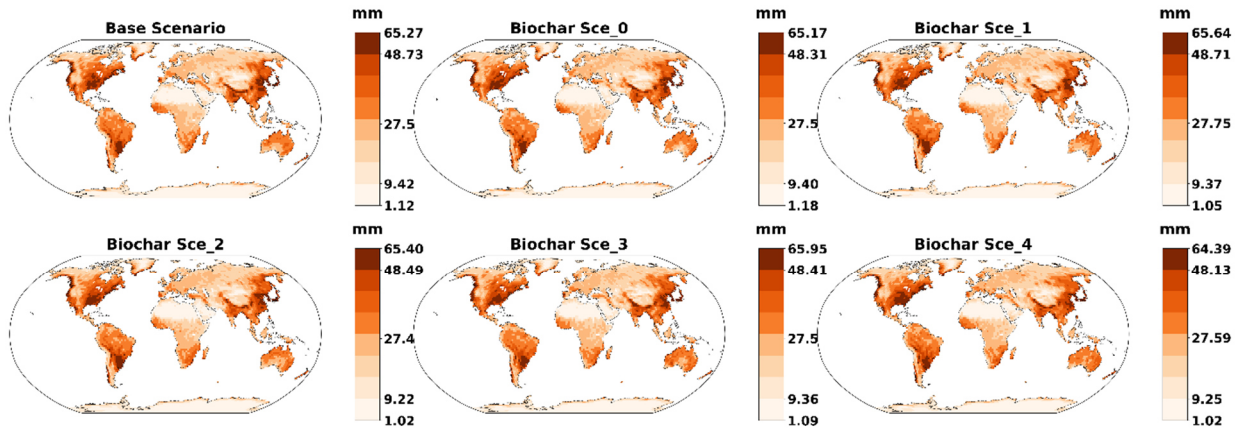 Base Scenario
mm
65.27
48.73
27.5
9.42
1.12
Biochar Sce_0
mm
65.17
48.31
27.5
9.40
1.18
Biochar Sce_1
mm
65.64
48.71
27.75
9.37
1.05
Biochar Sce_2
mm
65.40
48.49
27.4
9.22
1.02
Biochar Sce_3
mm
65.95
48.41
27.5
9.36
1.09
Biochar Sce_4
mm
64.39
48.13
27.59
9.25
1.02